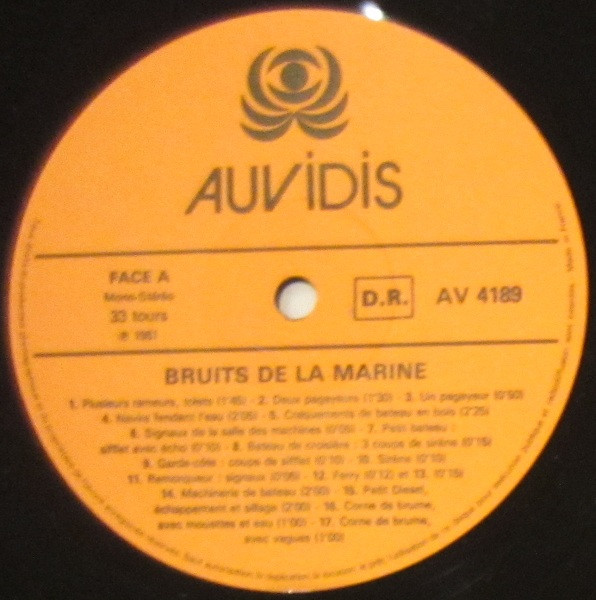 AUVIDIS
FACE A
Mono-Stéréo
33 tours
℗ 1981
D.R.
AV 4189
BRUITS DE LA MARINE
1. Plusieurs rameurs, tolets (1'45) - 2. Deux pagayeurs (1'30) - 3. Un pagayeur (0'50)
4. Navire fendant l'eau (2'05) - 5. Craquements de bateau en bois (2'25)
6. Signaux de la salle des machines (0'05) - 7. Petit bateau :
sifflet avec écho (0'10) - 8. Bateau de croisière : 3 coups de sirène (0'15)
9. Garde-côte : coups de sifflet (0'10) - 10. Sirène (0'10)
11. Remorqueur : signaux - 12. Ferry (0'12) et 13. (0'15)
14. Machinerie de bateau (2'00) - 15. Petit Diesel,
échappement et sillage (2'00) - 16. Corne de brume,
avec mouettes et eau (1'00) - 17. Corne de brume,
avec vagues (1'00)
Made in France